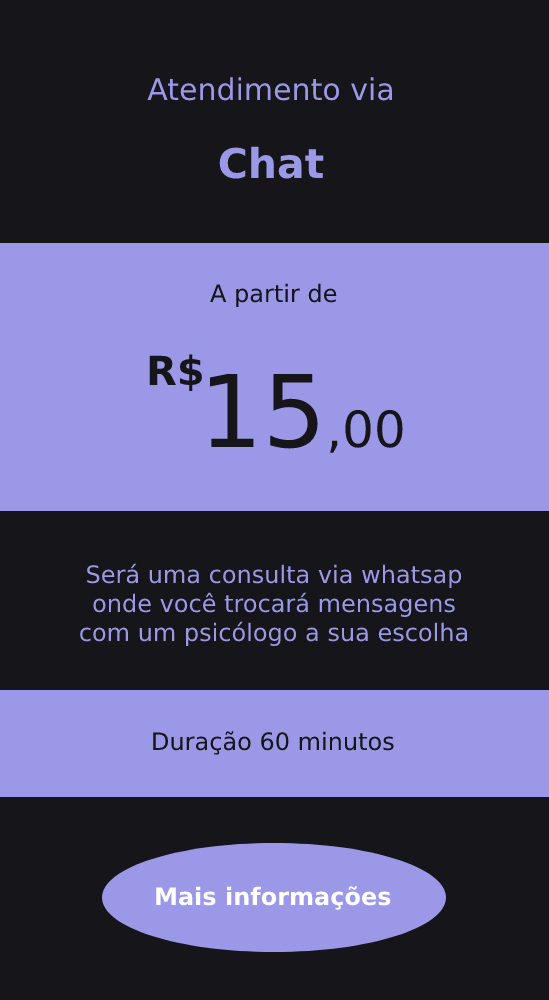 Atendimento via
Chat
A partir de
R$15,00
Será uma consulta via whatsap
onde você trocará mensagens
com um psicólogo a sua escolha
Duração 60 minutos
Mais informações